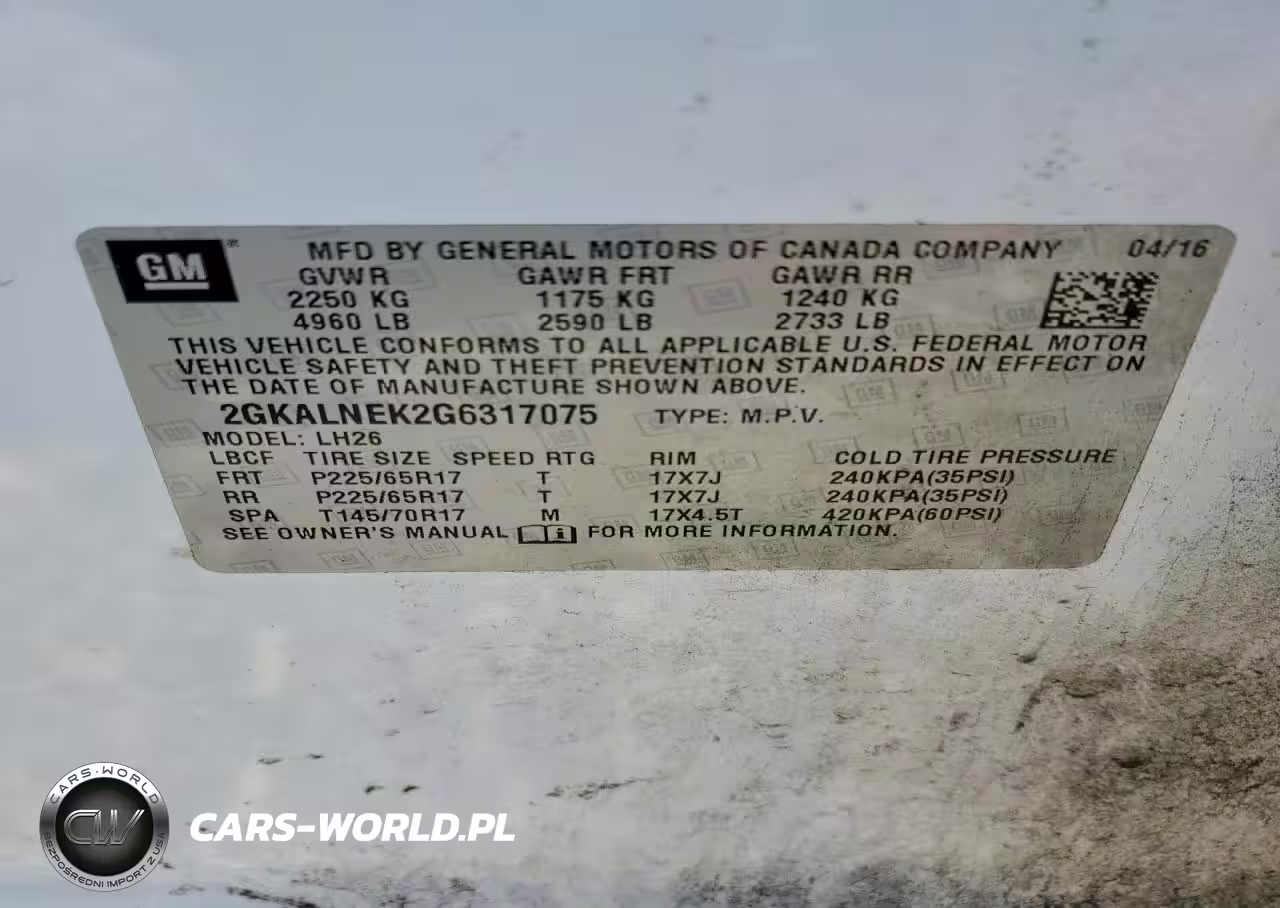 GM® MFD BY GENERAL MOTORS OF CANADA COMPANY 04/16
GVWR GAWR FRT GAWR RR
2250 KG 1175 KG 1240 KG
4960 LB 2590 LB 2733 LB
THIS VEHICLE CONFORMS TO ALL APPLICABLE U.S. FEDERAL MOTOR
VEHICLE SAFETY AND THEFT PREVENTION STANDARDS IN EFFECT ON
THE DATE OF MANUFACTURE SHOWN ABOVE.
2GKALNEK2G6317075 TYPE: M.P.V.
MODEL: LH26
LBCF TIRE SIZE SPEED RTG RIM COLD TIRE PRESSURE
FRT P225/65R17 T 17X7J 240KPA(35PSI)
RR P225/65R17 T 17X7J 240KPA(35PSI)
SPA T145/70R17 M 17X4.5T 420KPA(60PSI)
SEE OWNER'S MANUAL i FOR MORE INFORMATION.
CARS-WORLD
CW
BEZPOŚREDNI IMPORT Z USA
CARS-WORLD.PL